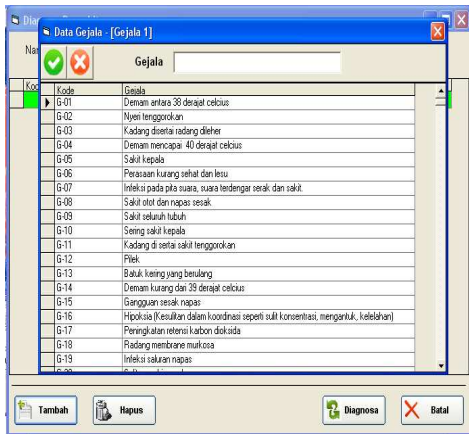 Data Gejala - [Gejala 1]
Gejala
Kode Gejala
G-01 Demam antara 38 derajat celcius
G-02 Nyeri tenggorokan
G-03 Kadang disertai radang dileher
G-04 Demam mencapai 40 derajat celcius
G-05 Sakit kepala
G-06 Perasaan kurang sehat dan lesu
G-07 Infeksi pada pita suara, suara terdengar serak dan sakit.
G-08 Sakit otot dan napas sesak
G-09 Sakit seluruh tubuh
G-10 Sering sakit kepala
G-11 Kadang di sertai sakit tenggorokan
G-12 Pilek
G-13 Batuk kering yang berulang
G-14 Demam kurang dari 39 derajat celcius
G-15 Gangguan sesak napas
G-16 Hipoksia (Kesulitan dalam koordinasi seperti sulit konsentrasi, mengantuk, kelelahan)
G-17 Peningkatan retensi karbon dioksida
G-18 Radang membrane murkosa
G-19 Infeksi saluran napas
Tambah Hapus Diagnosa Batal